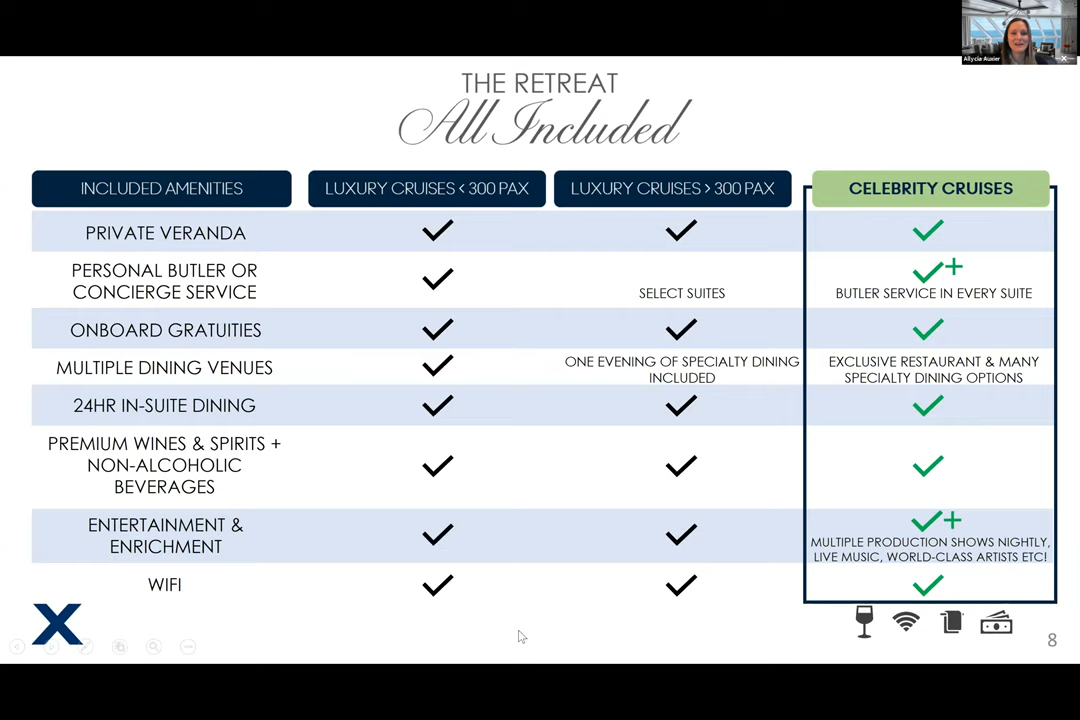 Allycia Auxier
THE RETREAT
All Included
INCLUDED AMENITIES
LUXURY CRUISES < 300 PAX
LUXURY CRUISES > 300 PAX
CELEBRITY CRUISES
PRIVATE VERANDA
PERSONAL BUTLER OR
CONCIERGE SERVICE
SELECT SUITES
BUTLER SERVICE IN EVERY SUITE
ONBOARD GRATUITIES
MULTIPLE DINING VENUES
ONE EVENING OF SPECIALTY DINING
INCLUDED
EXCLUSIVE RESTAURANT & MANY
SPECIALTY DINING OPTIONS
24HR IN-SUITE DINING
PREMIUM WINES & SPIRITS +
NON-ALCOHOLIC
BEVERAGES
ENTERTAINMENT &
ENRICHMENT
MULTIPLE PRODUCTION SHOWS NIGHTLY,
LIVE MUSIC, WORLD-CLASS ARTISTS ETC!
WIFI
X
8